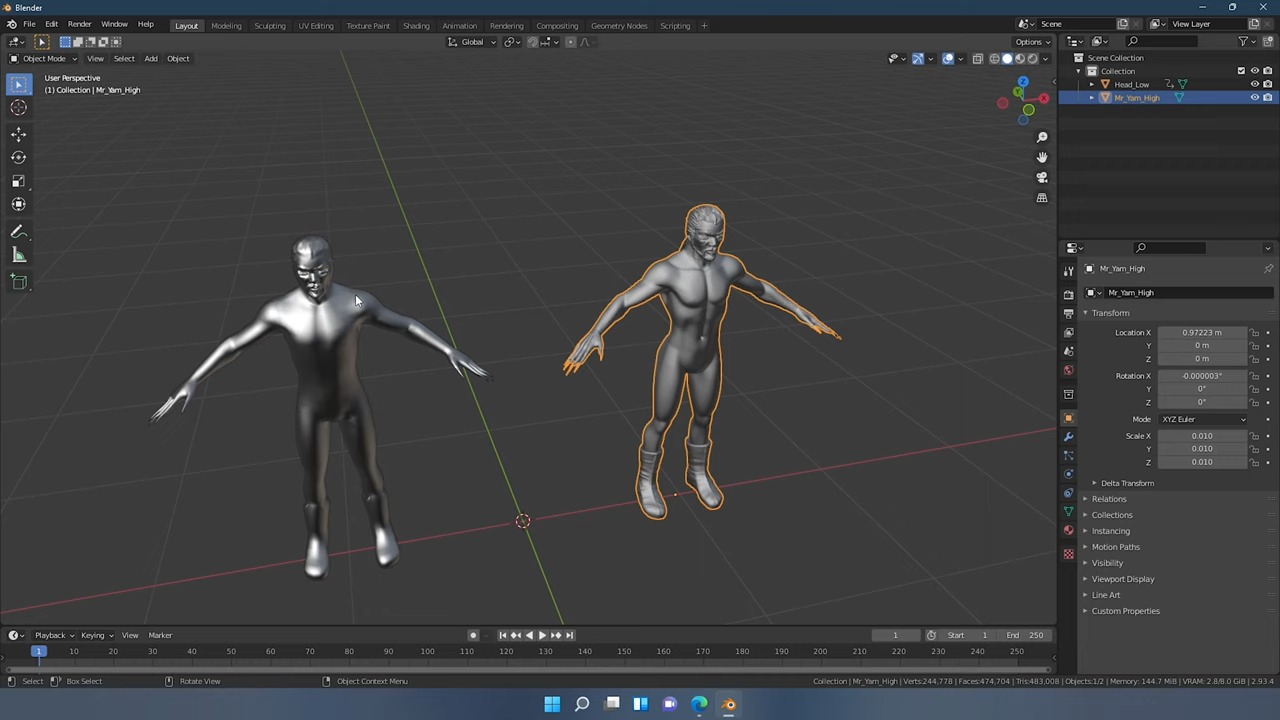 Blender
File Edit Render Window Help Layout Modeling Sculpting UV Editing Texture Paint Shading Animation Rendering Compositing Geometry Nodes Scripting + Scene View Layer
Global Options
Object Mode View Select Add Object
User Perspective
(1) Collection | Mr_Yam_High
Z
Y
X
Scene Collection
Collection
Head_Low
Mr_Yam_High
Mr_Yam_High
Mr_Yam_High
Transform
Location X 0.97223 m
Y 0 m
Z 0 m
Rotation X -0.000003°
Y 0°
Z 0°
Mode XYZ Euler
Scale X 0.010
Y 0.010
Z 0.010
Delta Transform
Relations
Collections
Instancing
Motion Paths
Visibility
Viewport Display
Line Art
Custom Properties
Playback Keying View Marker 1 Start 1 End 250
1 10 20 30 40 50 60 70 80 90 100 110 120 130 140 150 160 170 180 190 200 210 220 230 240 250
Select Box Select Rotate View Object Context Menu Collection | Mr_Yam_High | Verts:244,778 | Faces:474,704 | Tris:483,008 | Objects:1/2 | Memory: 144.7 MiB | VRAM: 2.8/8.0 GiB | 2.93.4